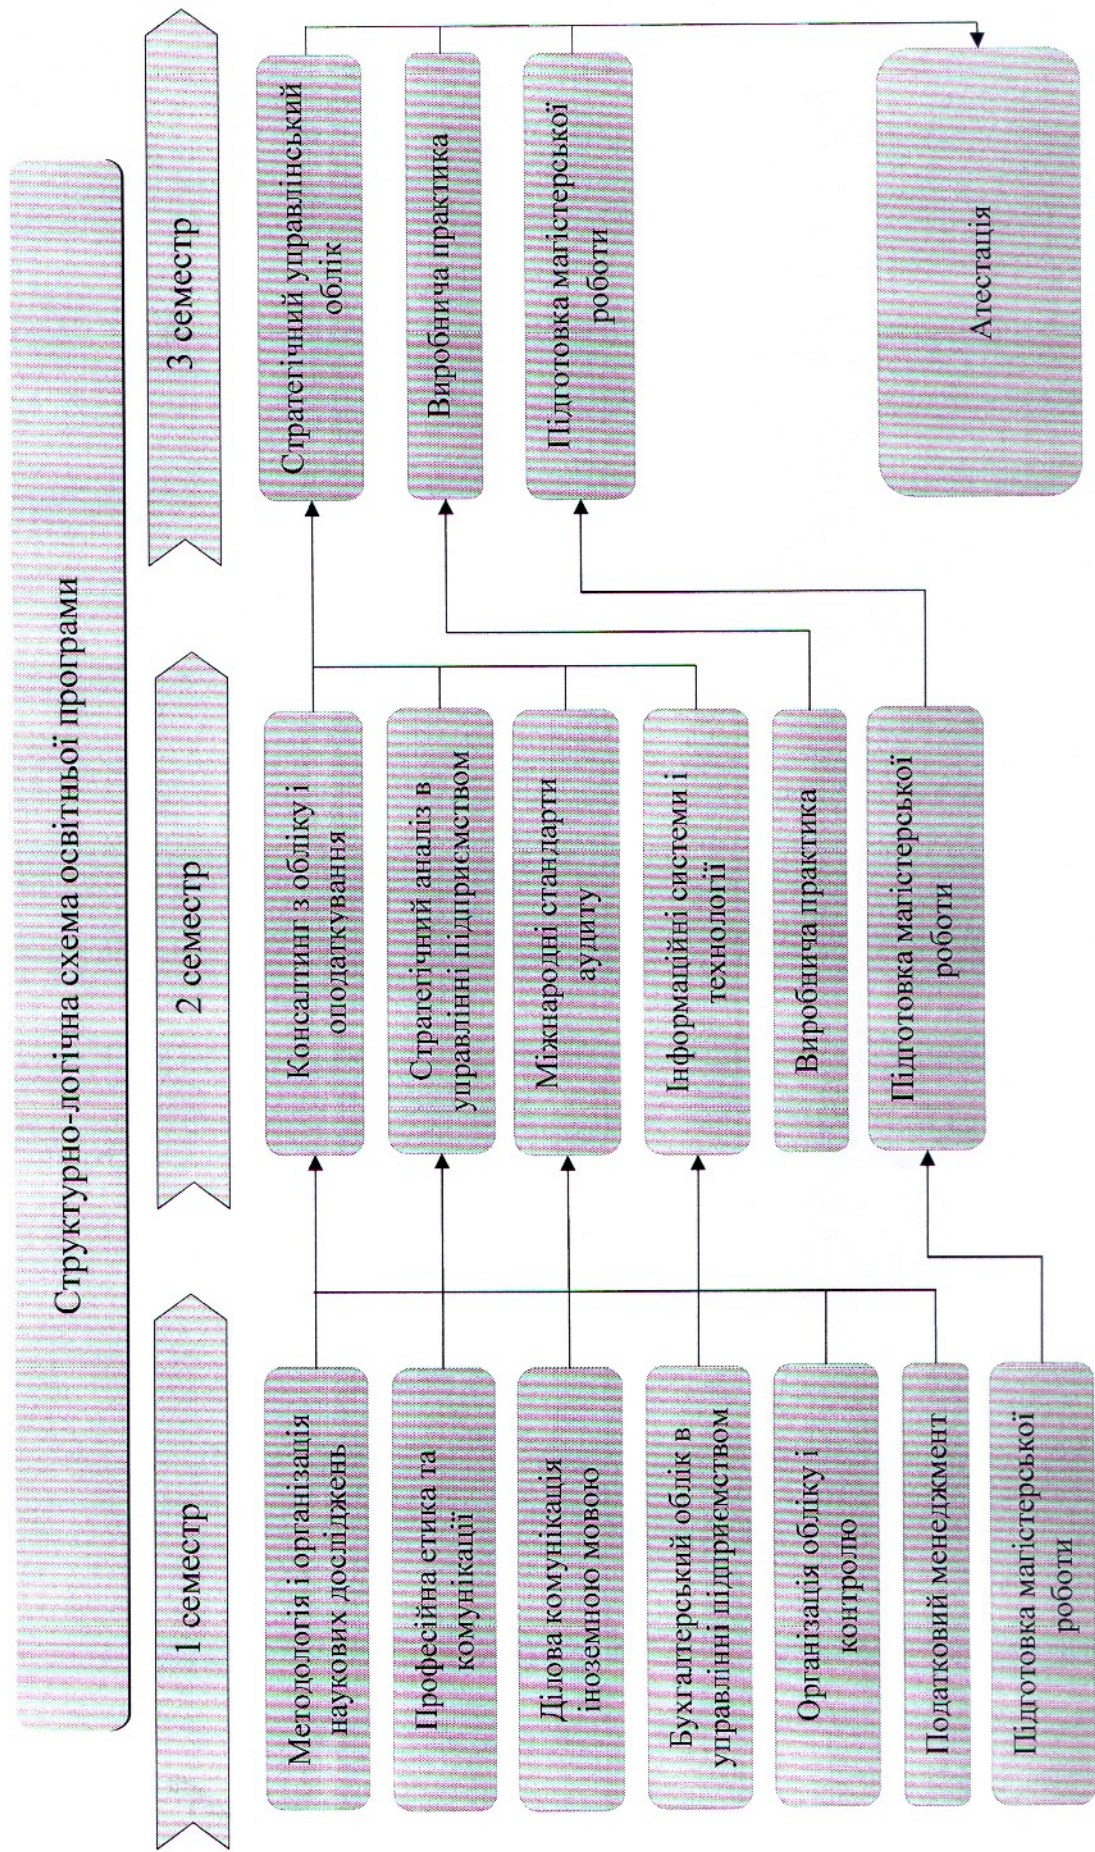 Структурно-логічна схема освітньої програми
1 семестр
2 семестр
3 семестр
Методологія і організація
наукових досліджень
Професійна етика та
комунікації
Ділова комунікація
іноземною мовою
Бухгалтерський облік в
управлінні підприємством
Організація обліку і
контролю
Податковий менеджмент
Підготовка магістерської
роботи
Консалтинг з обліку і
оподаткування
Стратегічний аналіз в
управлінні підприємством
Міжнародні стандарти
аудиту
Інформаційні системи і
технології
Виробнича практика
Підготовка магістерської
роботи
Стратегічний управлінський
облік
Виробнича практика
Підготовка магістерської
роботи
Атестація